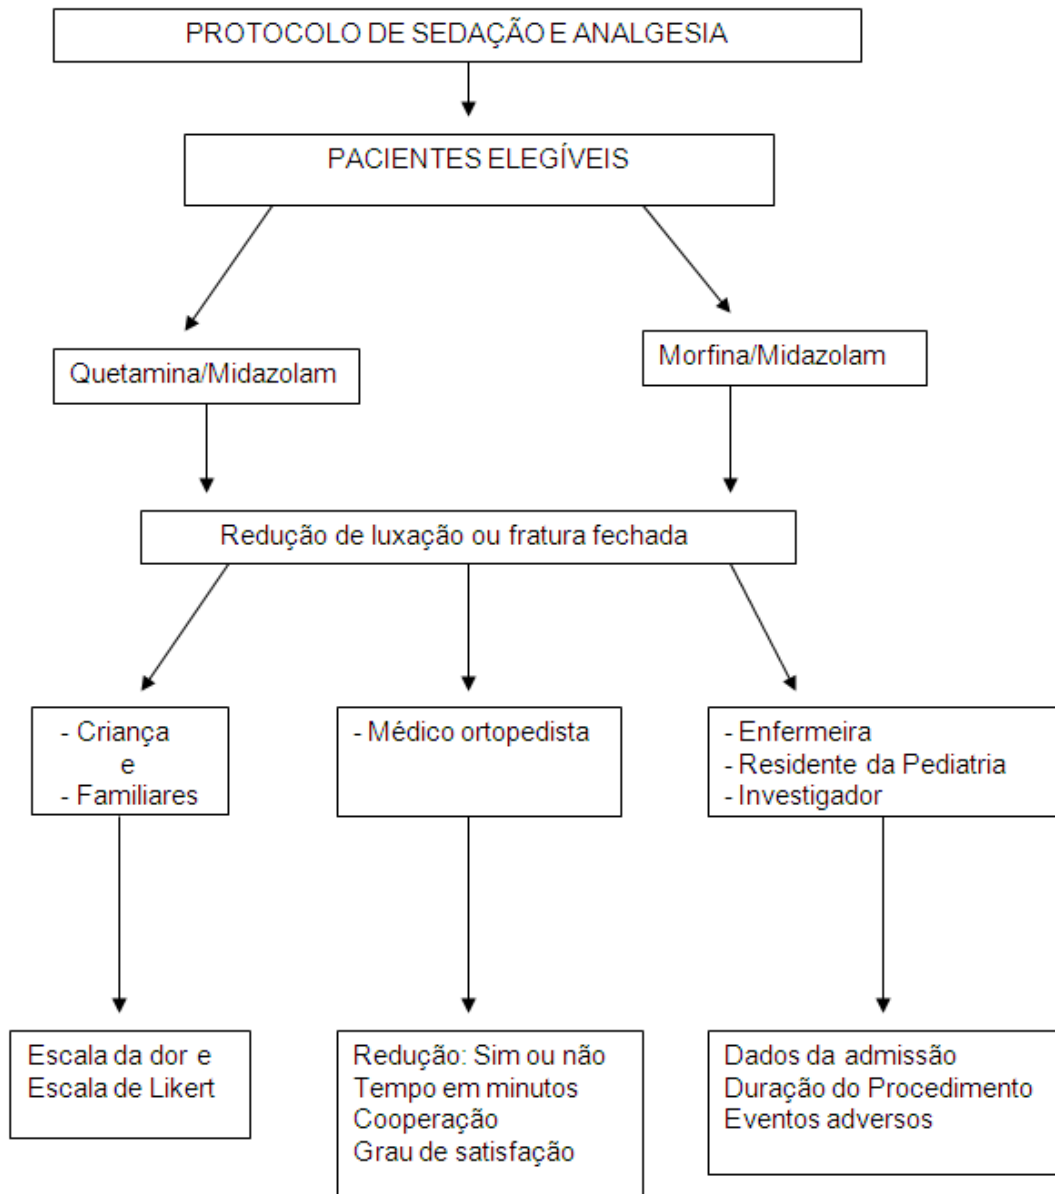 PROTOCOLO DE SEDAÇÃO E ANALGESIA
PACIENTES ELEGÍVEIS
Quetamina/Midazolam
Morfina/Midazolam
Redução de luxação ou fratura fechada
- Criança
e
- Familiares
- Médico ortopedista
- Enfermeira
- Residente da Pediatria
- Investigador
Escala da dor e
Escala de Likert
Redução: Sim ou não
Tempo em minutos
Cooperação
Grau de satisfação
Dados da admissão
Duração do Procedimento
Eventos adversos